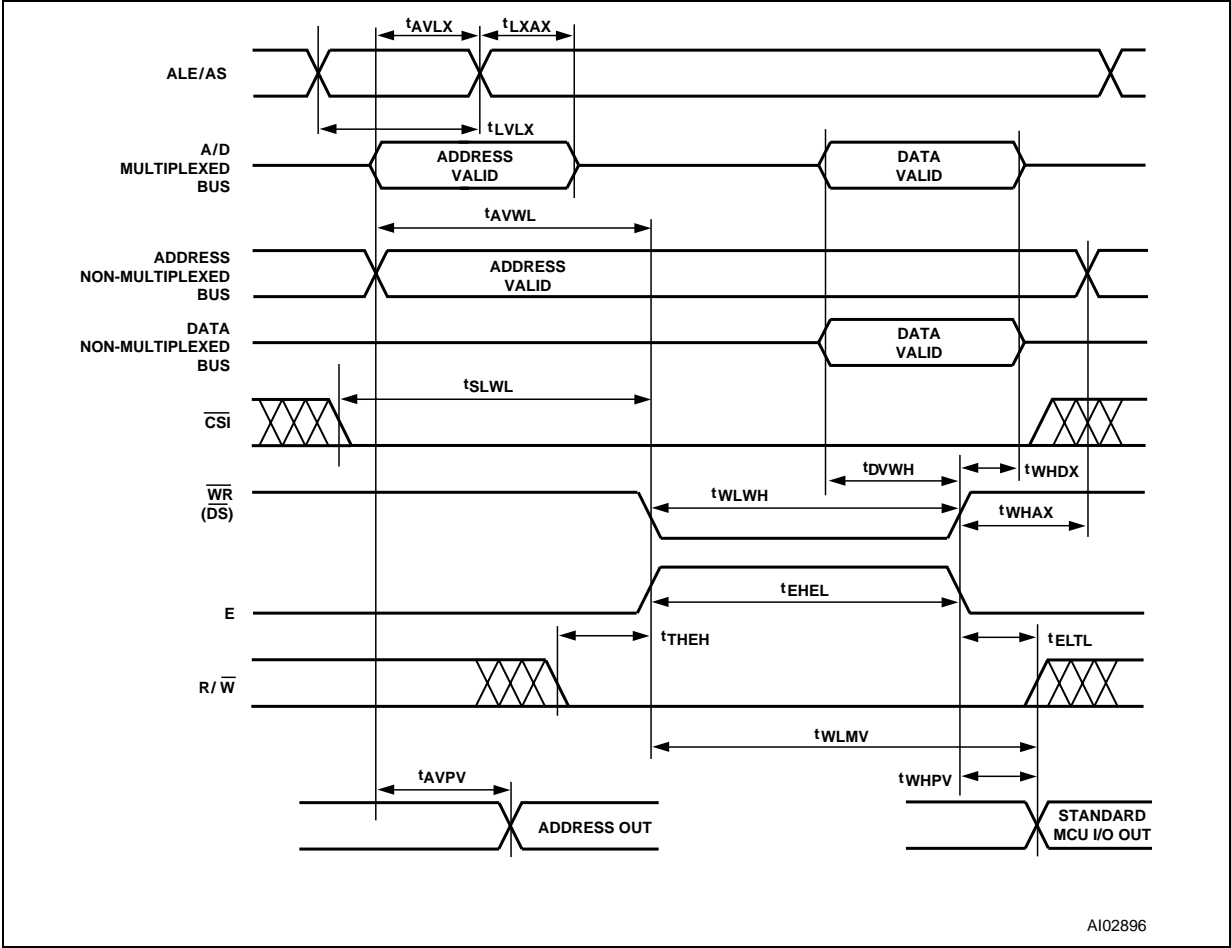 tAVLX
tLXAX
ALE/AS
tLVLX
A/D
MULTIPLEXED
BUS
ADDRESS
VALID
DATA
VALID
tAVWL
ADDRESS
NON-MULTIPLEXED
BUS
ADDRESS
VALID
DATA
NON-MULTIPLEXED
BUS
DATA
VALID
tSLWL
CSI
tDVWH
tWHDX
WR
(DS)
tWLWH
tWHAX
tEHEL
E
tTHEH
tELTL
R/W
tWLMV
tAVPV
tWHPV
ADDRESS OUT
STANDARD
MCU I/O OUT
AI02896